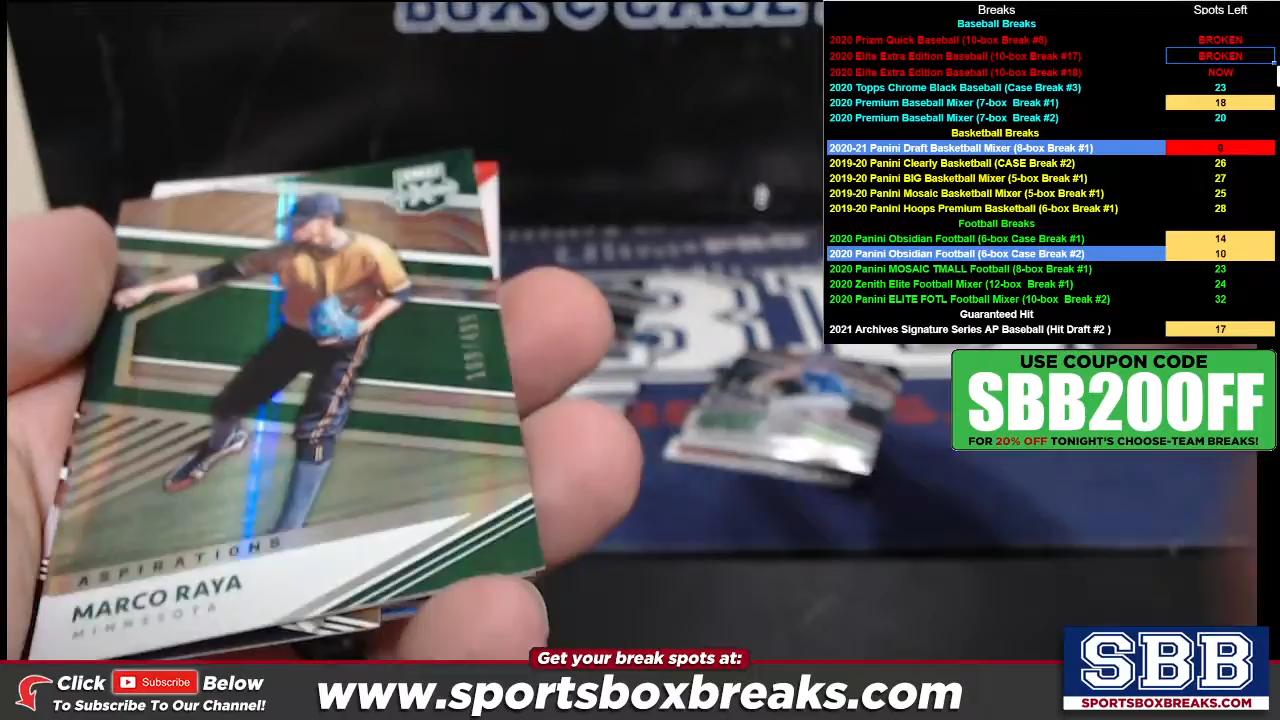 BOX & CASE
Breaks Spots Left
Baseball Breaks
2020 Prizm Quick Baseball (10-box Break #8) BROKEN
2020 Elite Extra Edition Baseball (10-box Break #17) BROKEN
2020 Elite Extra Edition Baseball (10-box Break #18) NOW
2020 Topps Chrome Black Baseball (Case Break #3) 23
2020 Premium Baseball Mixer (7-box Break #1) 18
2020 Premium Baseball Mixer (7-box Break #2) 20
Basketball Breaks
2020-21 Panini Draft Basketball Mixer (8-box Break #1) 0
2019-20 Panini Clearly Basketball (CASE Break #2) 26
2019-20 Panini BIG Basketball Mixer (5-box Break #1) 27
2019-20 Panini Mosaic Basketball Mixer (5-box Break #1) 25
2019-20 Panini Hoops Premium Basketball (6-box Break #1) 28
Football Breaks
2020 Panini Obsidian Football (6-box Case Break #1) 14
2020 Panini Obsidian Football (6-box Case Break #2) 10
2020 Panini MOSAIC TMALL Football (8-box Break #1) 23
2020 Zenith Elite Football Mixer (12-box Break #1) 24
2020 Panini ELITE FOTL Football Mixer (10-box Break #2) 32
Guaranteed Hit
2021 Archives Signature Series AP Baseball (Hit Draft #2 ) 17
USE COUPON CODE
SBB20OFF
FOR 20% OFF TONIGHT'S CHOOSE-TEAM BREAKS!
ASPIRATIONS
MARCO RAYA
MINNESOTA
Get your break spots at:
Click Subscribe Below
To Subscribe To Our Channel!
www.sportsboxbreaks.com
SBB
SPORTSBOXBREAKS.COM